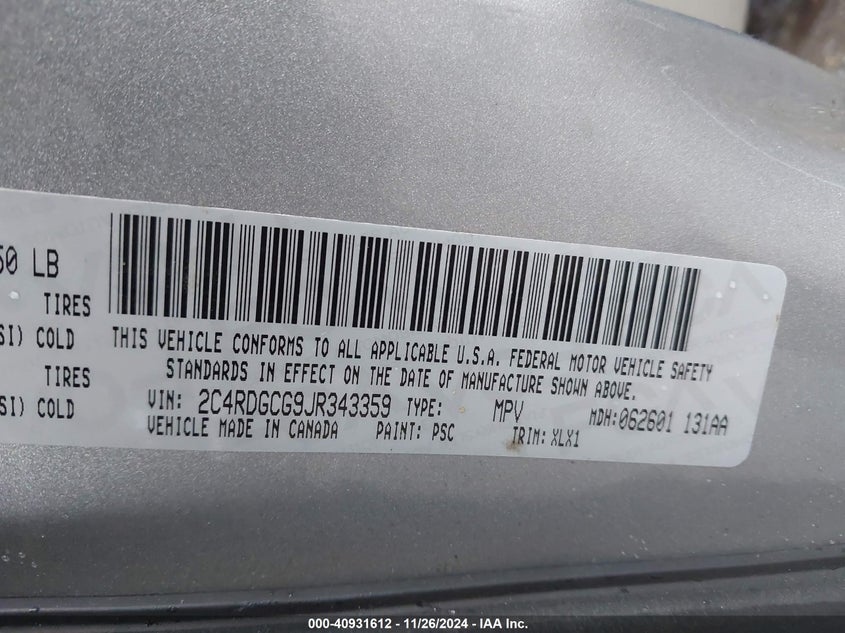 50 LB
TIRES
SI) COLD
TIRES
SI) COLD
THIS VEHICLE CONFORMS TO ALL APPLICABLE U.S.A. FEDERAL MOTOR VEHICLE SAFETY
STANDARDS IN EFFECT ON THE DATE OF MANUFACTURE SHOWN ABOVE.
VIN: 2C4RDGCG9JR343359 TYPE: MPV MDH:062601 131AA
VEHICLE MADE IN CANADA PAINT: PSC TRIM: XLX1
000-40931612 - 11/26/2024 - IAA Inc.